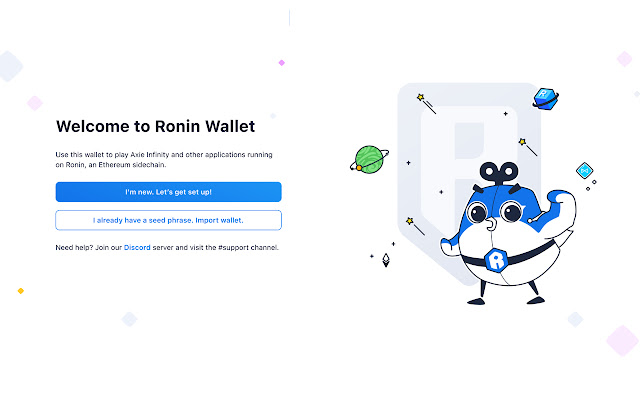 Welcome to Ronin Wallet
Use this wallet to play Axie Infinity and other applications running
on Ronin, an Ethereum sidechain.
I'm new. Let's get set up!
I already have a seed phrase. Import wallet.
Need help? Join our Discord server and visit the #support channel.
R